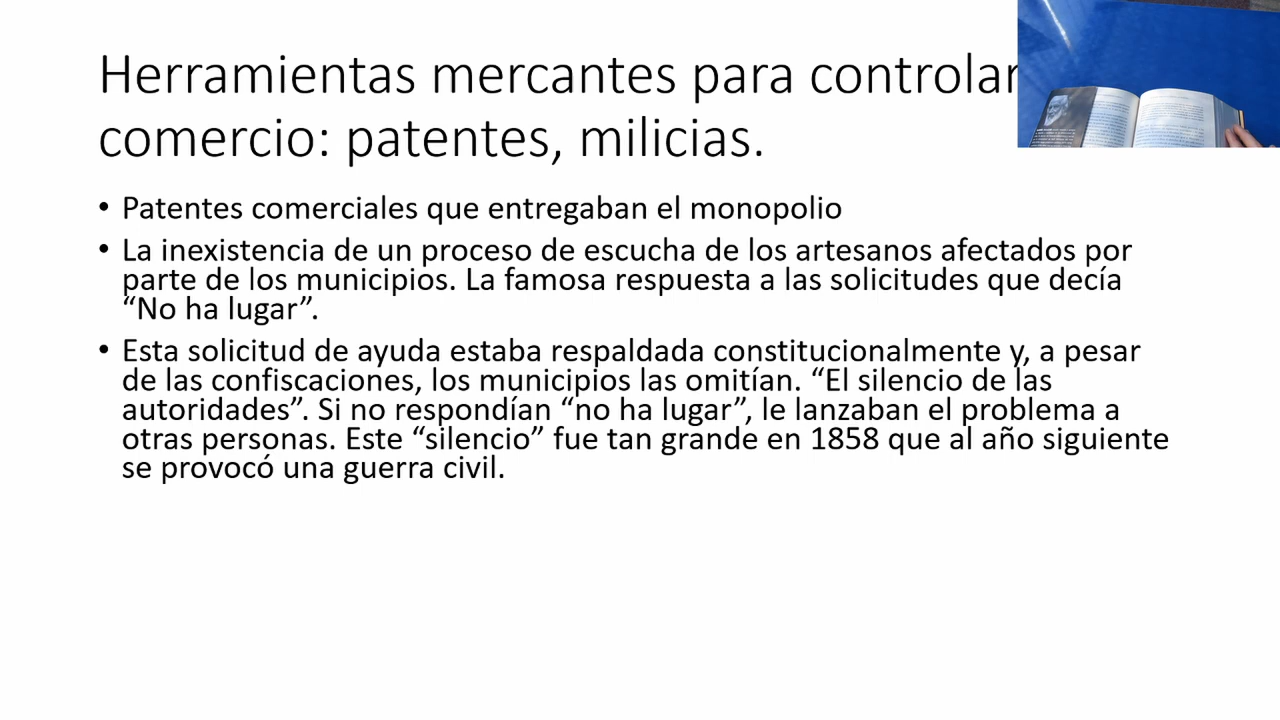 Herramientas mercantes para controlar
comercio: patentes, milicias.
• Patentes comerciales que entregaban el monopolio
• La inexistencia de un proceso de escucha de los artesanos afectados por
parte de los municipios. La famosa respuesta a las solicitudes que decía
“No ha lugar”.
• Esta solicitud de ayuda estaba respaldada constitucionalmente y, a pesar
de las confiscaciones, los municipios las omitían. “El silencio de las
autoridades”. Si no respondían “no ha lugar”, le lanzaban el problema a
otras personas. Este “silencio” fue tan grande en 1858 que al año siguiente
se provocó una guerra civil.